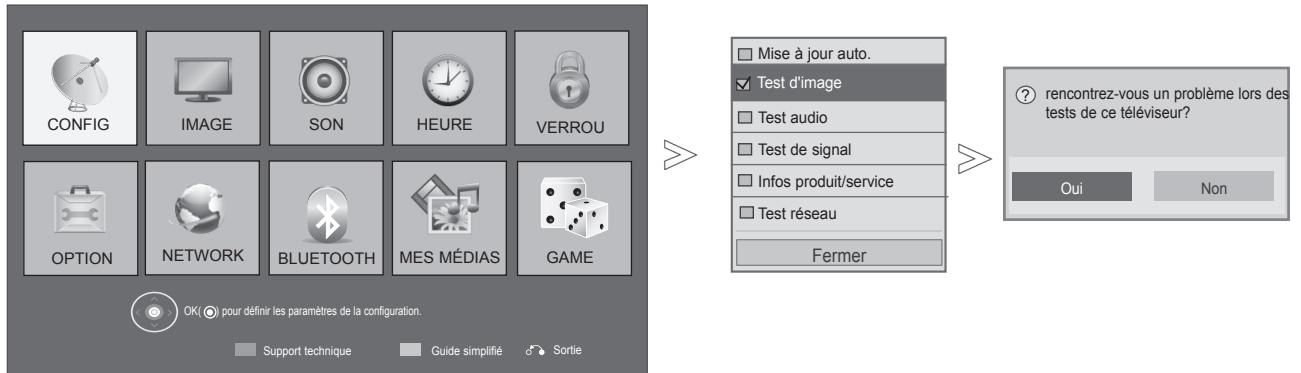 CONFIG
IMAGE
SON
HEURE
VERROU
OPTION
NETWORK
BLUETOOTH
MES MÉDIAS
GAME
OK( ) pour définir les paramètres de la configuration.
Support technique
Guide simplifié
Sortie
Mise à jour auto.
Test d'image
Test audio
Test de signal
Infos produit/service
Test réseau
Fermer
? rencontrez-vous un problème lors des
tests de ce téléviseur?
Oui
Non